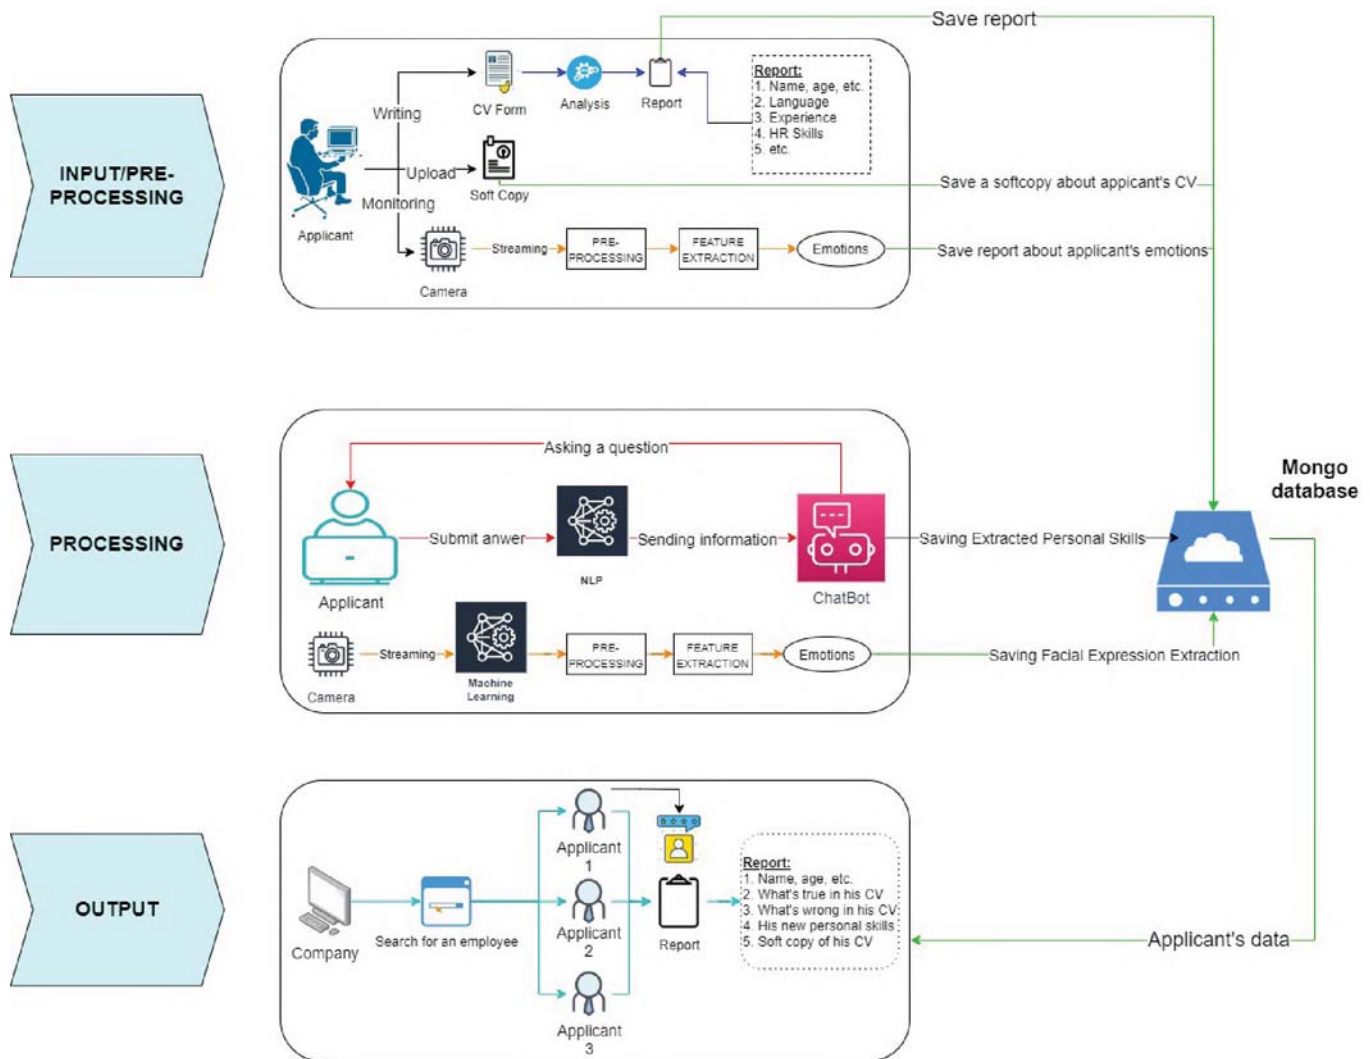 Save report
INPUT/PRE-
PROCESSING
Applicant
Writing
Upload
Monitoring
CV Form
Analysis
Report
Report:
1. Name, age, etc.
2. Language
3. Experience
4. HR Skills
5. etc.
Soft Copy
Save a softcopy about appicant's CV
Camera
Streaming
PRE-
PROCESSING
FEATURE
EXTRACTION
Emotions
Save report about applicant's emotions
PROCESSING
Asking a question
Applicant
Submit anwer
NLP
Sending information
ChatBot
Saving Extracted Personal Skills
Mongo
database
Camera
Streaming
Machine
Learning
PRE-
PROCESSING
FEATURE
EXTRACTION
Emotions
Saving Facial Expression Extraction
OUTPUT
Company
Search for an employee
Applicant
1
Applicant
2
Applicant
3
Report
Report:
1. Name, age, etc.
2. What's true in his CV
3. What's wrong in his CV
4. His new personal skills
5. Soft copy of his CV
Applicant's data